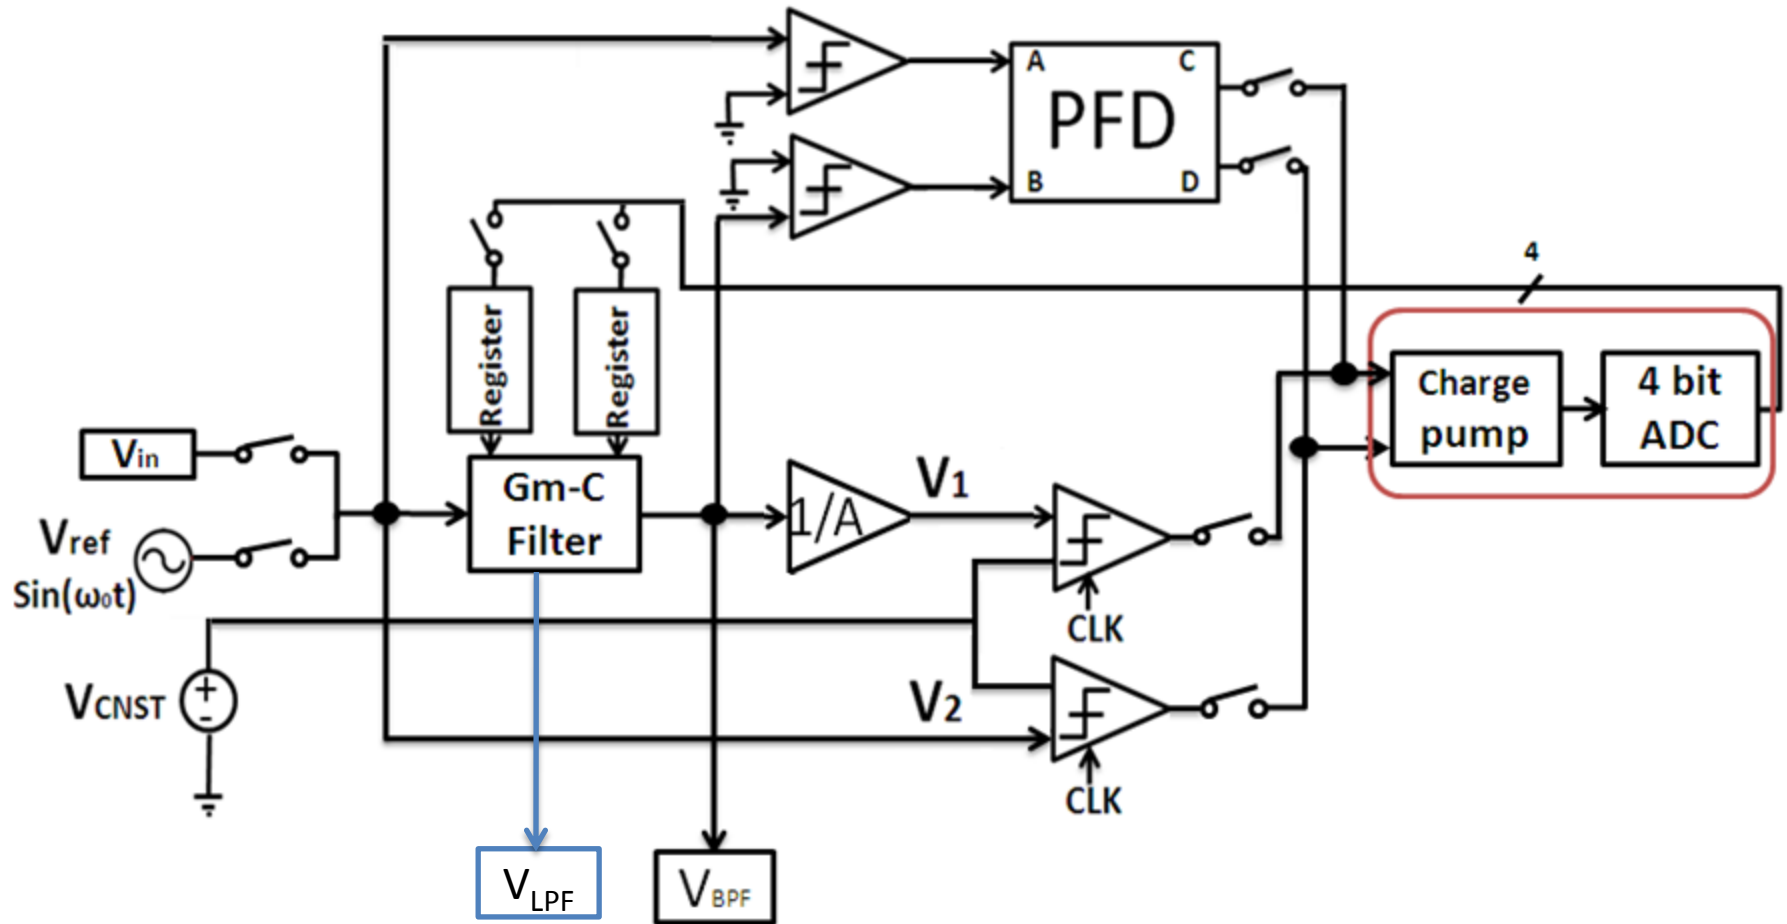 A
C
PFD
B
D
4
Register
Register
Charge
pump
4 bit
ADC
Vin
Vref
Sin(ω0t)
Gm-C
Filter
1/A
V1
CLK
VCNST
V2
CLK
VLPF
VBPF
+
-